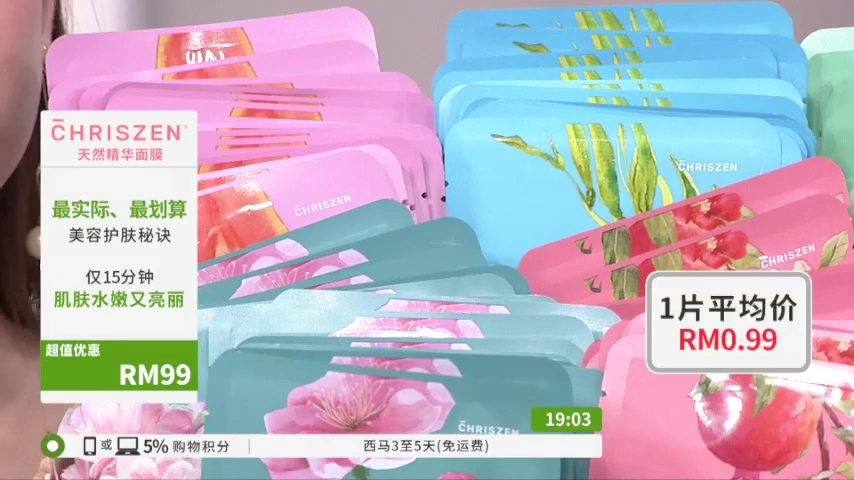 CHRISZEN
天然精华面膜
最实际、最划算
美容护肤秘诀
仅15分钟
肌肤水嫩又亮丽
超值优惠
RM99
或 5% 购物积分
西马3至5天(免运费)
19:03
1片平均价
RM0.99
CHRISZEN
CHRISZEN
CHRISZEN
CHRISZEN